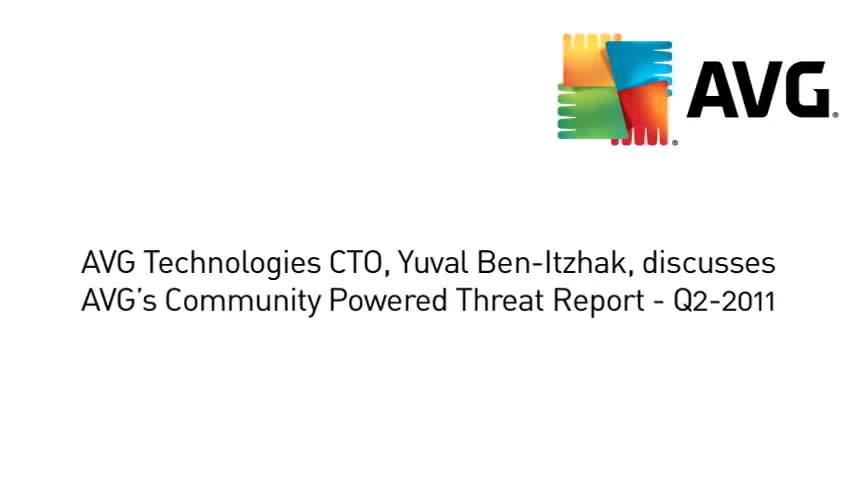 AVG®
®
AVG Technologies CTO, Yuval Ben-Itzhak, discusses
AVG’s Community Powered Threat Report - Q2-2011